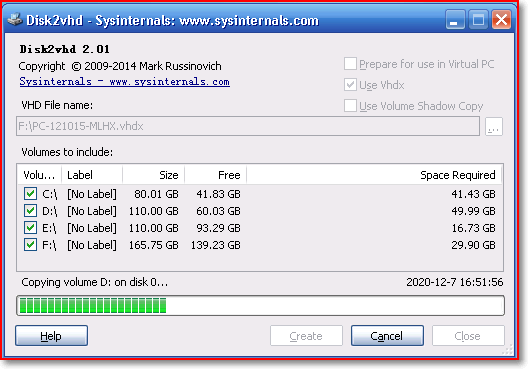 Disk2vhd - Sysinternals: www.sysinternals.com
Disk2vhd 2.01
Copyright © 2009-2014 Mark Russinovich
Sysinternals - www.sysinternals.com
Prepare for use in Virtual PC
Use Vhdx
Use Volume Shadow Copy
VHD File name:
F:\PC-121015-MLHX.vhdx
...
Volumes to include:
Volu... Label Size Free Space Required
C:\ [No Label] 80.01 GB 41.83 GB 41.43 GB
D:\ [No Label] 110.00 GB 60.03 GB 49.99 GB
E:\ [No Label] 110.00 GB 93.29 GB 16.73 GB
F:\ [No Label] 165.75 GB 139.23 GB 29.90 GB
Copying volume D: on disk 0... 2020-12-7 16:51:56
Help Create Cancel Close